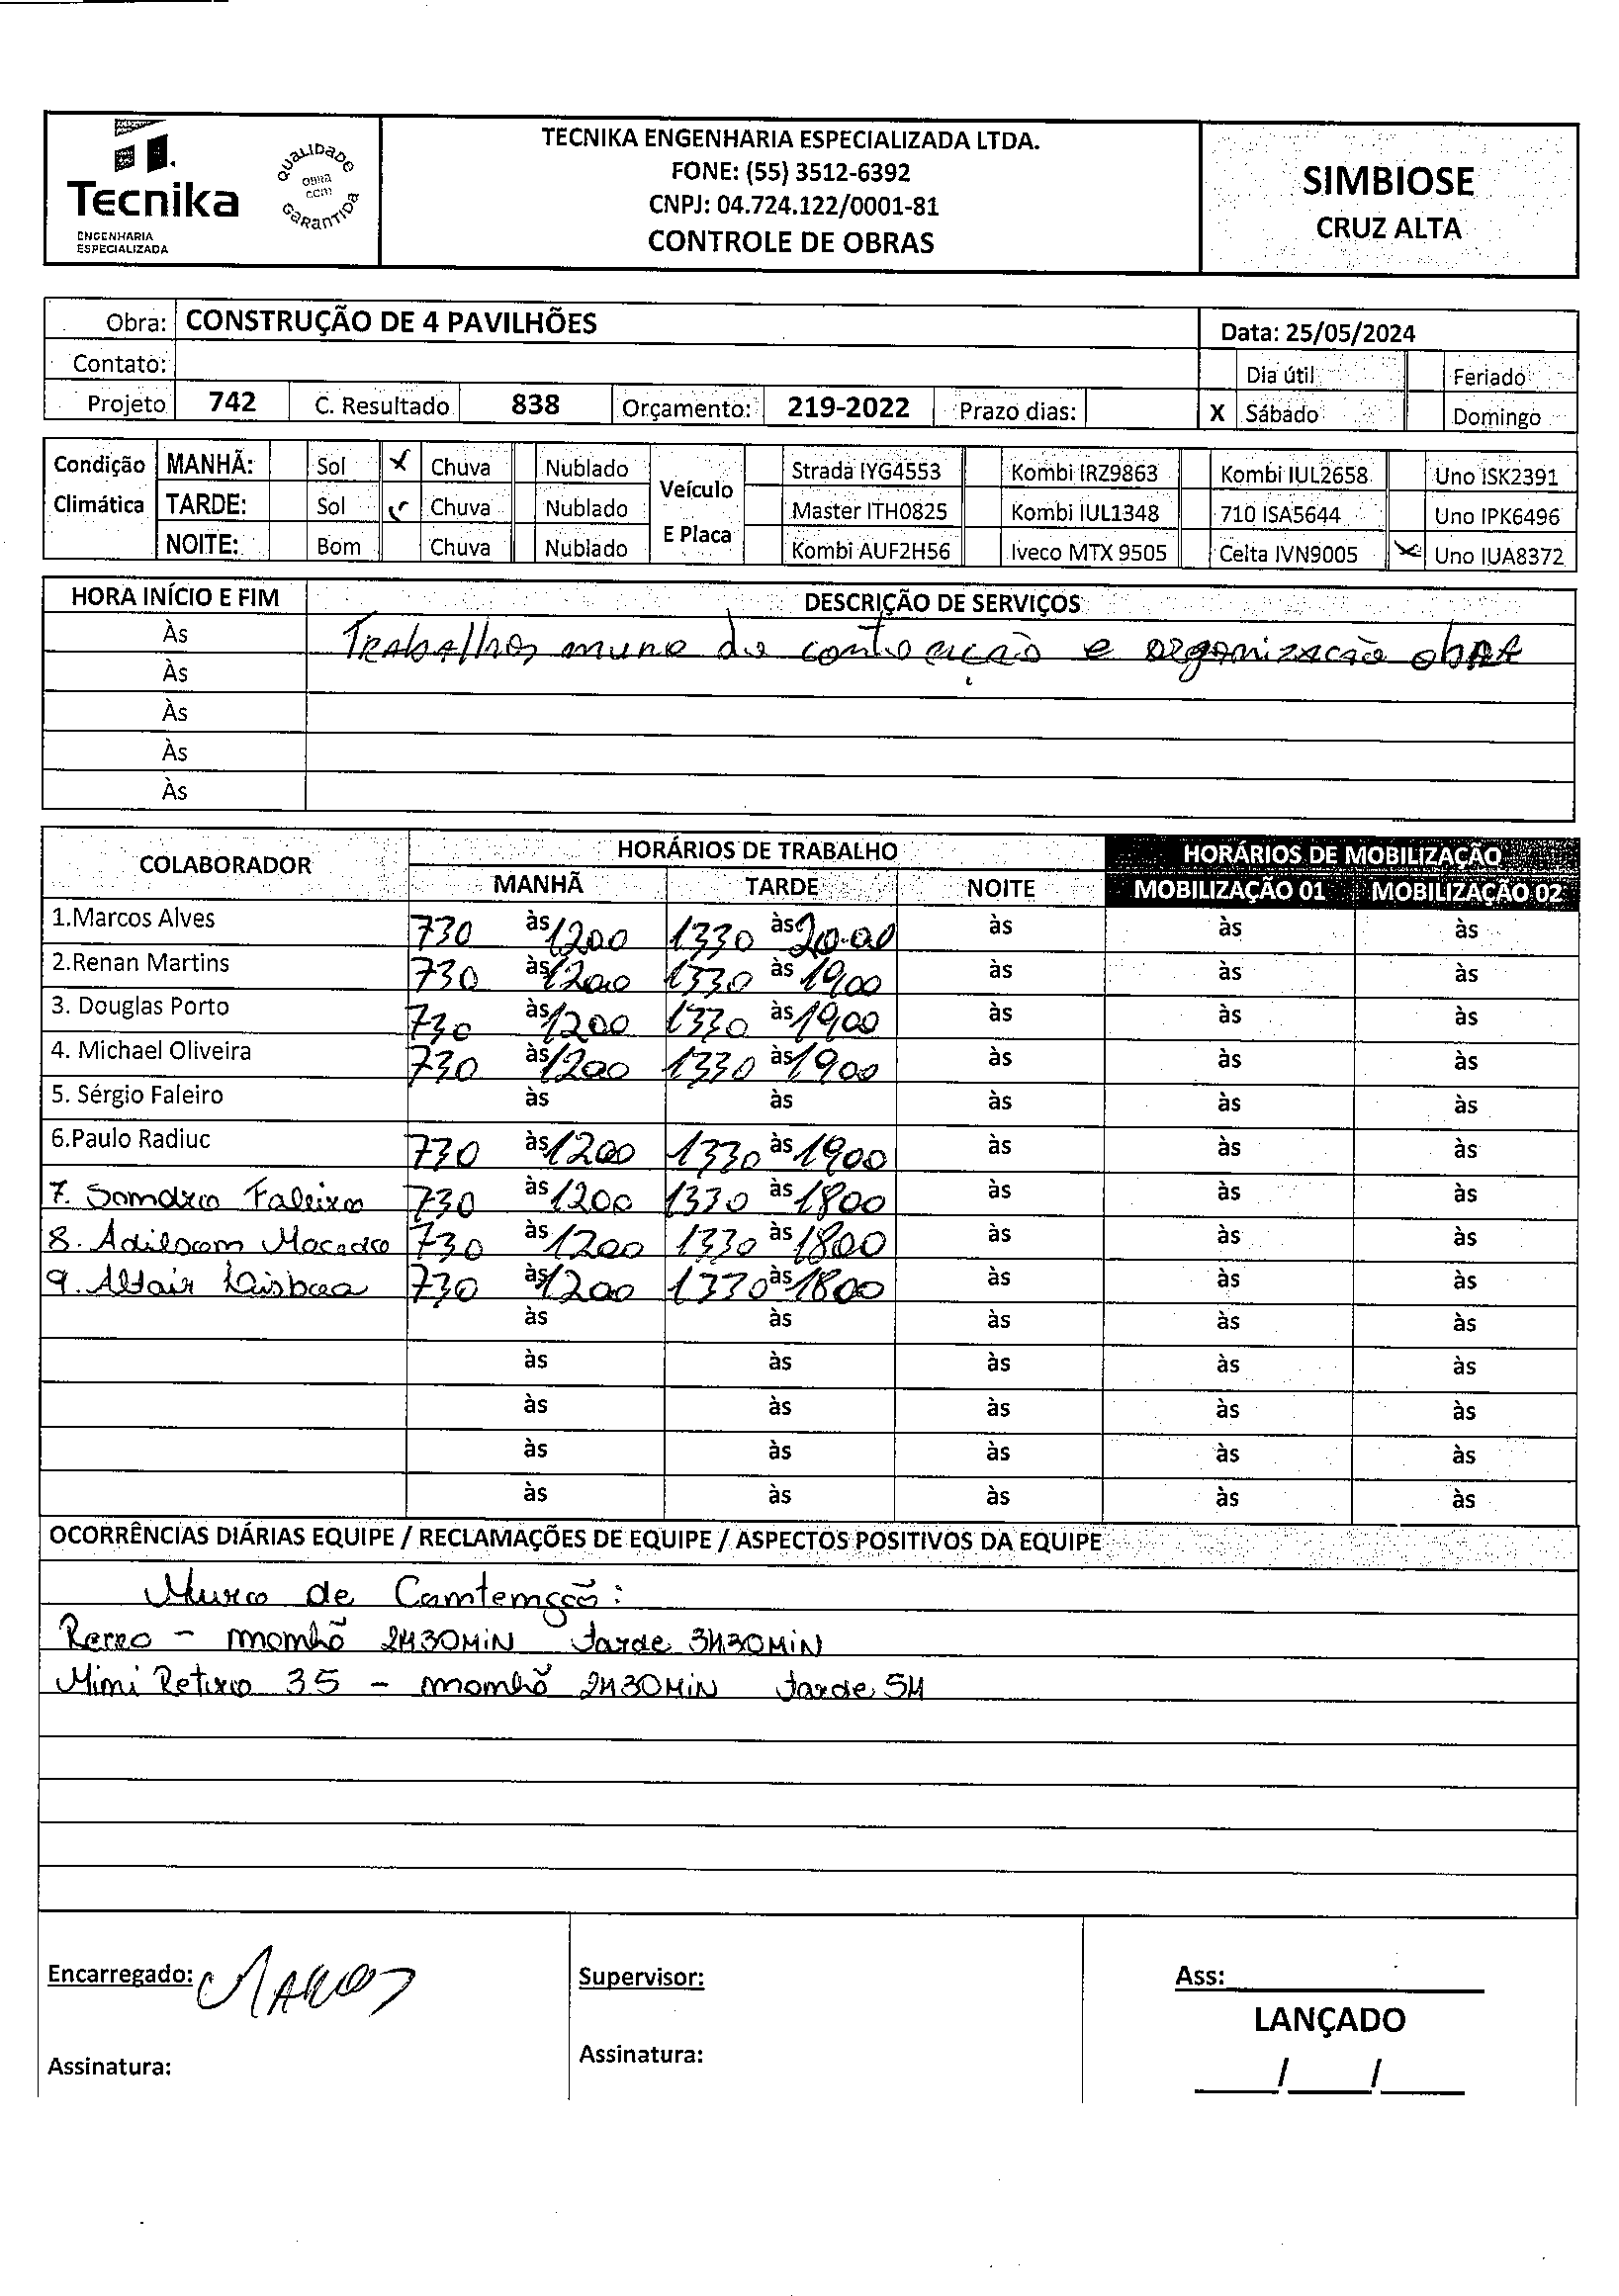 Tecnika
ENGENHARIA
ESPECIALIZADA
QUALIDADE
OBRA
COM
GARANTIDA
TECNIKA ENGENHARIA ESPECIALIZADA LTDA.
FONE: (55) 3512-6392
CNPJ: 04.724.122/0001-81
CONTROLE DE OBRAS
SIMBIOSE
CRUZ ALTA
Obra: CONSTRUÇÃO DE 4 PAVILHÕES Data: 25/05/2024
Contato: Dia útil Feriado
Projeto 742 C. Resultado 838 Orçamento: 219-2022 Prazo dias: X Sábado Domingo
Condição Climática MANHÃ: Sol X Chuva Nublado Veículo E Placa Strada IYG4553 Kombi IRZ9863 Kombi IUL2658 Uno ISK2391
TARDE: Sol Chuva Nublado Master ITH0825 Kombi IUL1348 710 ISA5644 Uno IPK6496
NOITE: Bom Chuva Nublado Kombi AUF2H56 Iveco MTX 9505 Celta IVN9005 X Uno IUA8372
HORA INÍCIO E FIM DESCRIÇÃO DE SERVIÇOS
Às Trabalhos muro de organização obra
Às
Às
Às
Às
COLABORADOR HORÁRIOS DE TRABALHO HORÁRIOS DE MOBILIZAÇÃO
MANHÃ TARDE NOITE MOBILIZAÇÃO 01 MOBILIZAÇÃO 02
1.Marcos Alves 730 às 1200 1330 às 20.00 às às às
2.Renan Martins 730 às 1200 1330 às 1900 às às às
3. Douglas Porto 730 às 1200 1330 às 1900 às às às
4. Michael Oliveira 730 às 1200 1330 às 1900 às às às
5. Sérgio Faleiro às às às às às
6.Paulo Radiuc 730 às 1200 1330 às 1900 às às às
7. Sandro Faleiro 730 às 1200 1330 às 1800 às às às
8. Adilson Macedo 730 às 1200 1330 às 1800 às às às
9. Altair Lisboa 730 às 1200 1330 às 1800 às às às
às às às às às
às às às às às
às às às às às
às às às às às
às às às às às
OCORRÊNCIAS DIÁRIAS EQUIPE / RECLAMAÇÕES DE EQUIPE / ASPECTOS POSITIVOS DA EQUIPE
Muro de Contenção:
Retro - manhã 2H30MIN tarde 3H30MIN
Mini Retiro 35 - manhã 2H30MIN tarde 5H
Encarregado: Marcos Supervisor: Ass:
LANÇADO
Assinatura: Assinatura: / /